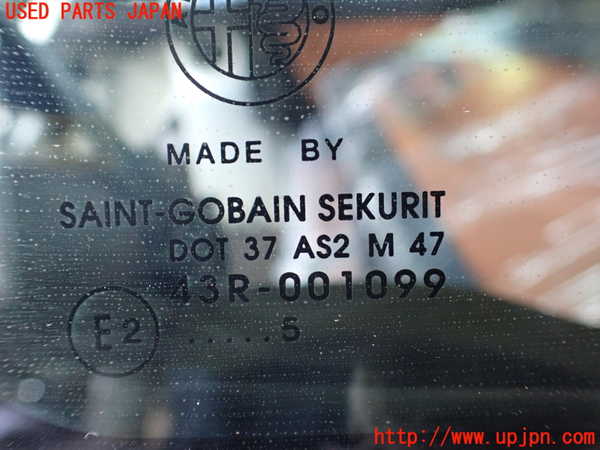 USED PARTS JAPAN
MADE BY
SAINT-GOBAIN SEKURIT
DOT 37 AS2 M 47
43R-001099
E2 .....5
http://www.upjpn.com